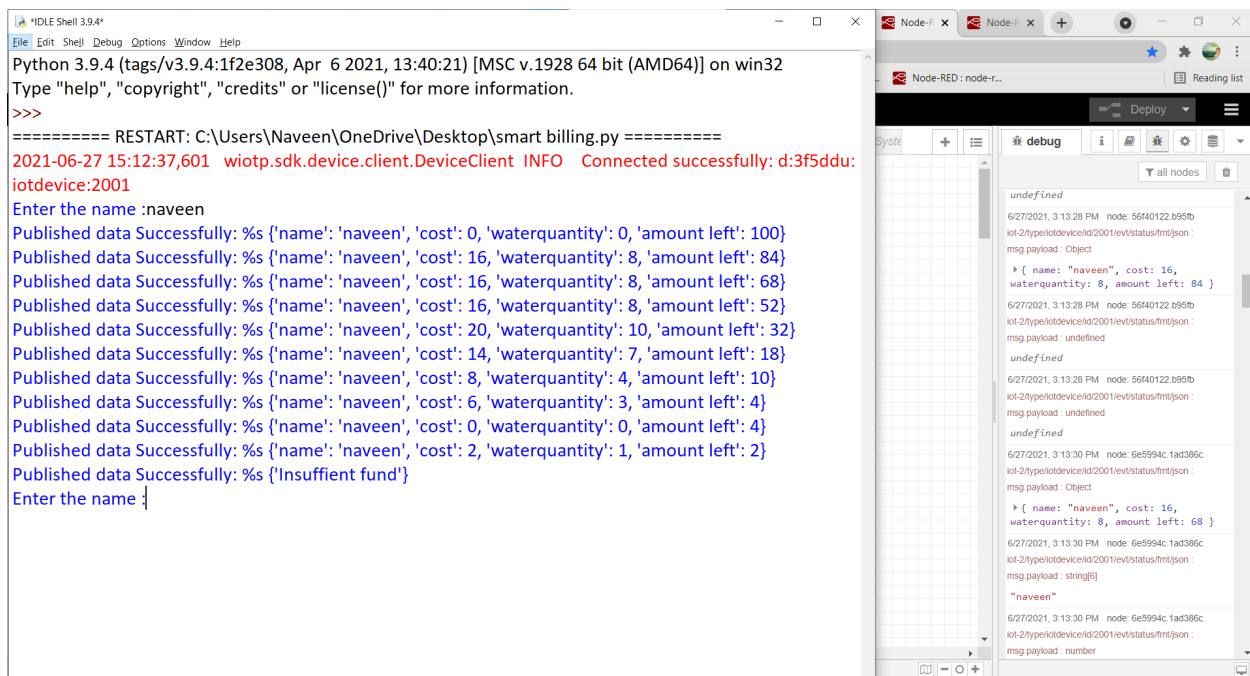 *IDLE Shell 3.9.4*
File Edit Shell Debug Options Window Help
Python 3.9.4 (tags/v3.9.4:1f2e308, Apr  6 2021, 13:40:21) [MSC v.1928 64 bit (AMD64)] on win32
Type "help", "copyright", "credits" or "license()" for more information.
>>>
========== RESTART: C:\Users\Naveen\OneDrive\Desktop\smart billing.py ==========
2021-06-27 15:12:37,601   wiotp.sdk.device.client.DeviceClient  INFO    Connected successfully: d:3f5ddu:
iotdevice:2001
Enter the name :naveen
Published data Successfully: %s {'name': 'naveen', 'cost': 0, 'waterquantity': 0, 'amount left': 100}
Published data Successfully: %s {'name': 'naveen', 'cost': 16, 'waterquantity': 8, 'amount left': 84}
Published data Successfully: %s {'name': 'naveen', 'cost': 16, 'waterquantity': 8, 'amount left': 68}
Published data Successfully: %s {'name': 'naveen', 'cost': 16, 'waterquantity': 8, 'amount left': 52}
Published data Successfully: %s {'name': 'naveen', 'cost': 20, 'waterquantity': 10, 'amount left': 32}
Published data Successfully: %s {'name': 'naveen', 'cost': 14, 'waterquantity': 7, 'amount left': 18}
Published data Successfully: %s {'name': 'naveen', 'cost': 8, 'waterquantity': 4, 'amount left': 10}
Published data Successfully: %s {'name': 'naveen', 'cost': 6, 'waterquantity': 3, 'amount left': 4}
Published data Successfully: %s {'name': 'naveen', 'cost': 0, 'waterquantity': 0, 'amount left': 4}
Published data Successfully: %s {'name': 'naveen', 'cost': 2, 'waterquantity': 1, 'amount left': 2}
Published data Successfully: %s {'Insuffient fund'}
Enter the name :
Node-R Node-R
Reading list
Node-RED : node-r...
Deploy
Syste
debug
all nodes
undefined
6/27/2021, 3:13:28 PM node: 56f40122.b95fb
iot-2/type/iotdevice/id/2001/evt/status/fmt/json :
msg.payload : Object
{ name: "naveen", cost: 16,
waterquantity: 8, amount left: 84 }
6/27/2021, 3:13:28 PM node: 56f40122.b95fb
iot-2/type/iotdevice/id/2001/evt/status/fmt/json :
msg.payload : undefined
undefined
6/27/2021, 3:13:28 PM node: 56f40122.b95fb
iot-2/type/iotdevice/id/2001/evt/status/fmt/json :
msg.payload : undefined
undefined
6/27/2021, 3:13:30 PM node: 6e5994c.1ad386c
iot-2/type/iotdevice/id/2001/evt/status/fmt/json :
msg.payload : Object
{ name: "naveen", cost: 16,
waterquantity: 8, amount left: 68 }
6/27/2021, 3:13:30 PM node: 6e5994c.1ad386c
iot-2/type/iotdevice/id/2001/evt/status/fmt/json :
msg.payload : string[6]
"naveen"
6/27/2021, 3:13:30 PM node: 6e5994c.1ad386c
iot-2/type/iotdevice/id/2001/evt/status/fmt/json :
msg.payload : number